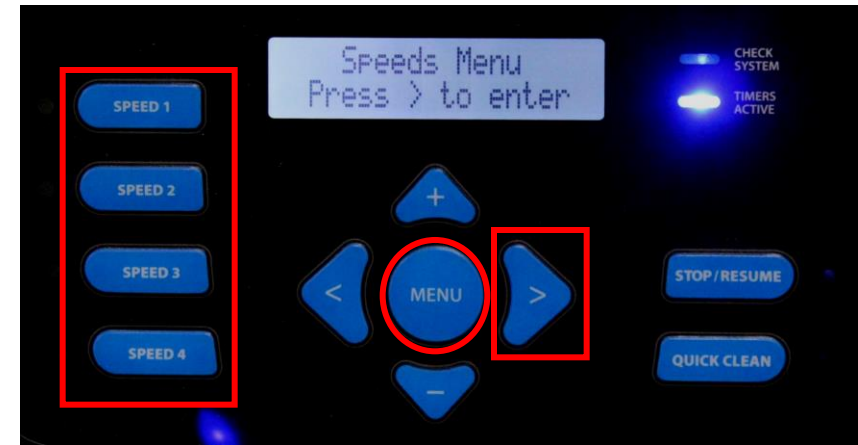 Speeds Menu
Press > to enter
CHECK
SYSTEM
TIMERS
ACTIVE
SPEED 1
SPEED 2
SPEED 3
SPEED 4
+
<
MENU
>
−
STOP/RESUME
QUICK CLEAN